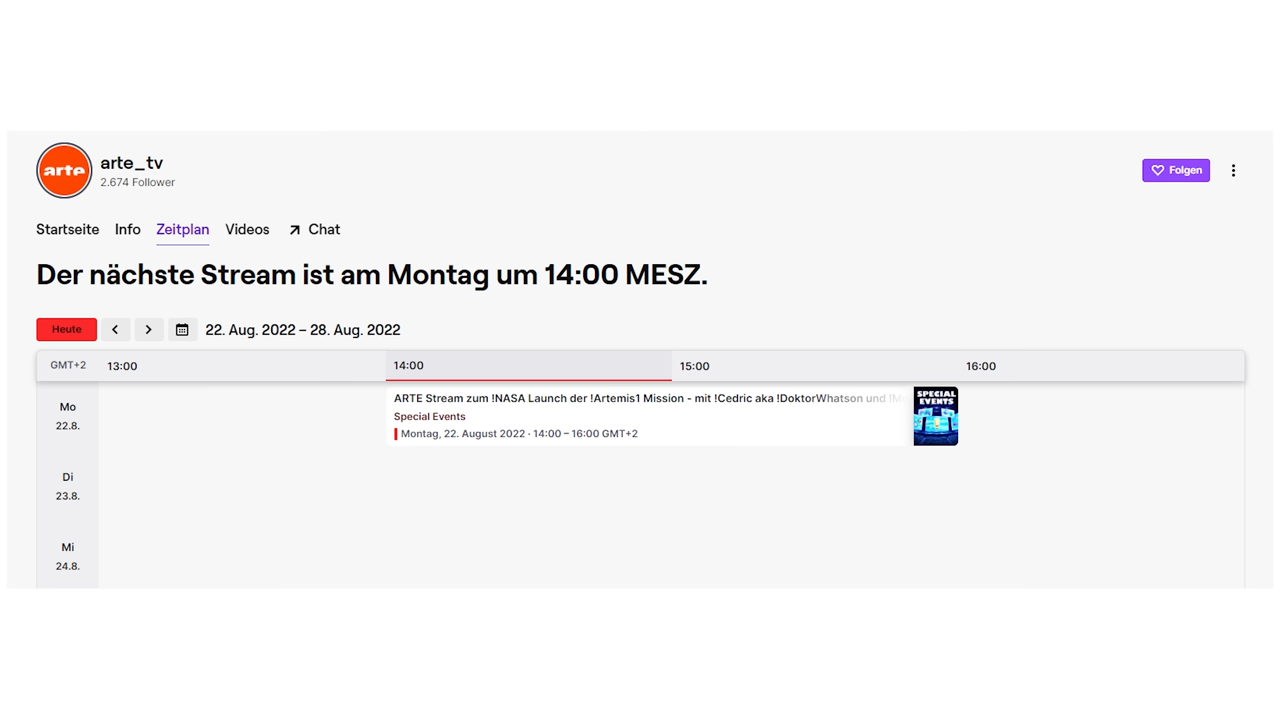 arte
arte_tv
2.674 Follower
Folgen
Startseite Info Zeitplan Videos Chat
Der nächste Stream ist am Montag um 14:00 MESZ.
Heute 22. Aug. 2022 – 28. Aug. 2022
GMT+2 13:00 14:00 15:00 16:00
Mo
22.8.
ARTE Stream zum !NASA Launch der !Artemis1 Mission - mit !Cedric aka !DoktorWhatson und
Special Events
Montag, 22. August 2022 · 14:00 – 16:00 GMT+2
SPECIAL
EVENTS
Di
23.8.
Mi
24.8.